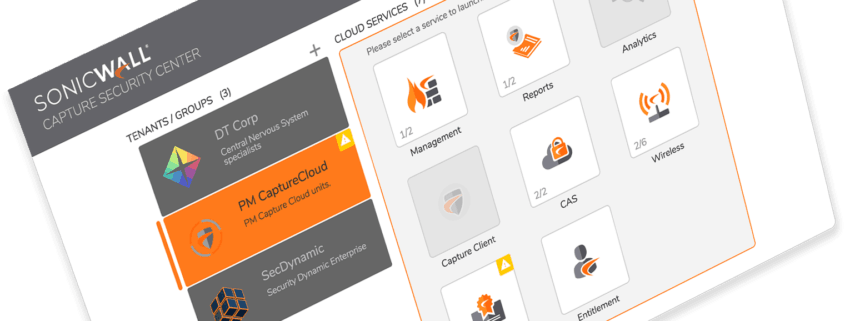 SONICWALL
CAPTURE SECURITY CENTER
TENANTS / GROUPS (3)
+
DT Corp
Central Nervous System
specialists
PM CaptureCloud
PM Capture Cloud units.
SecDynamic
Security Dynamic Enterprise
CLOUD SERVICES
Please select a service to launch
1/2
Management
1/2
Reports
Analytics
Capture Client
2/2
CAS
2/6
Wireless
Entitlement